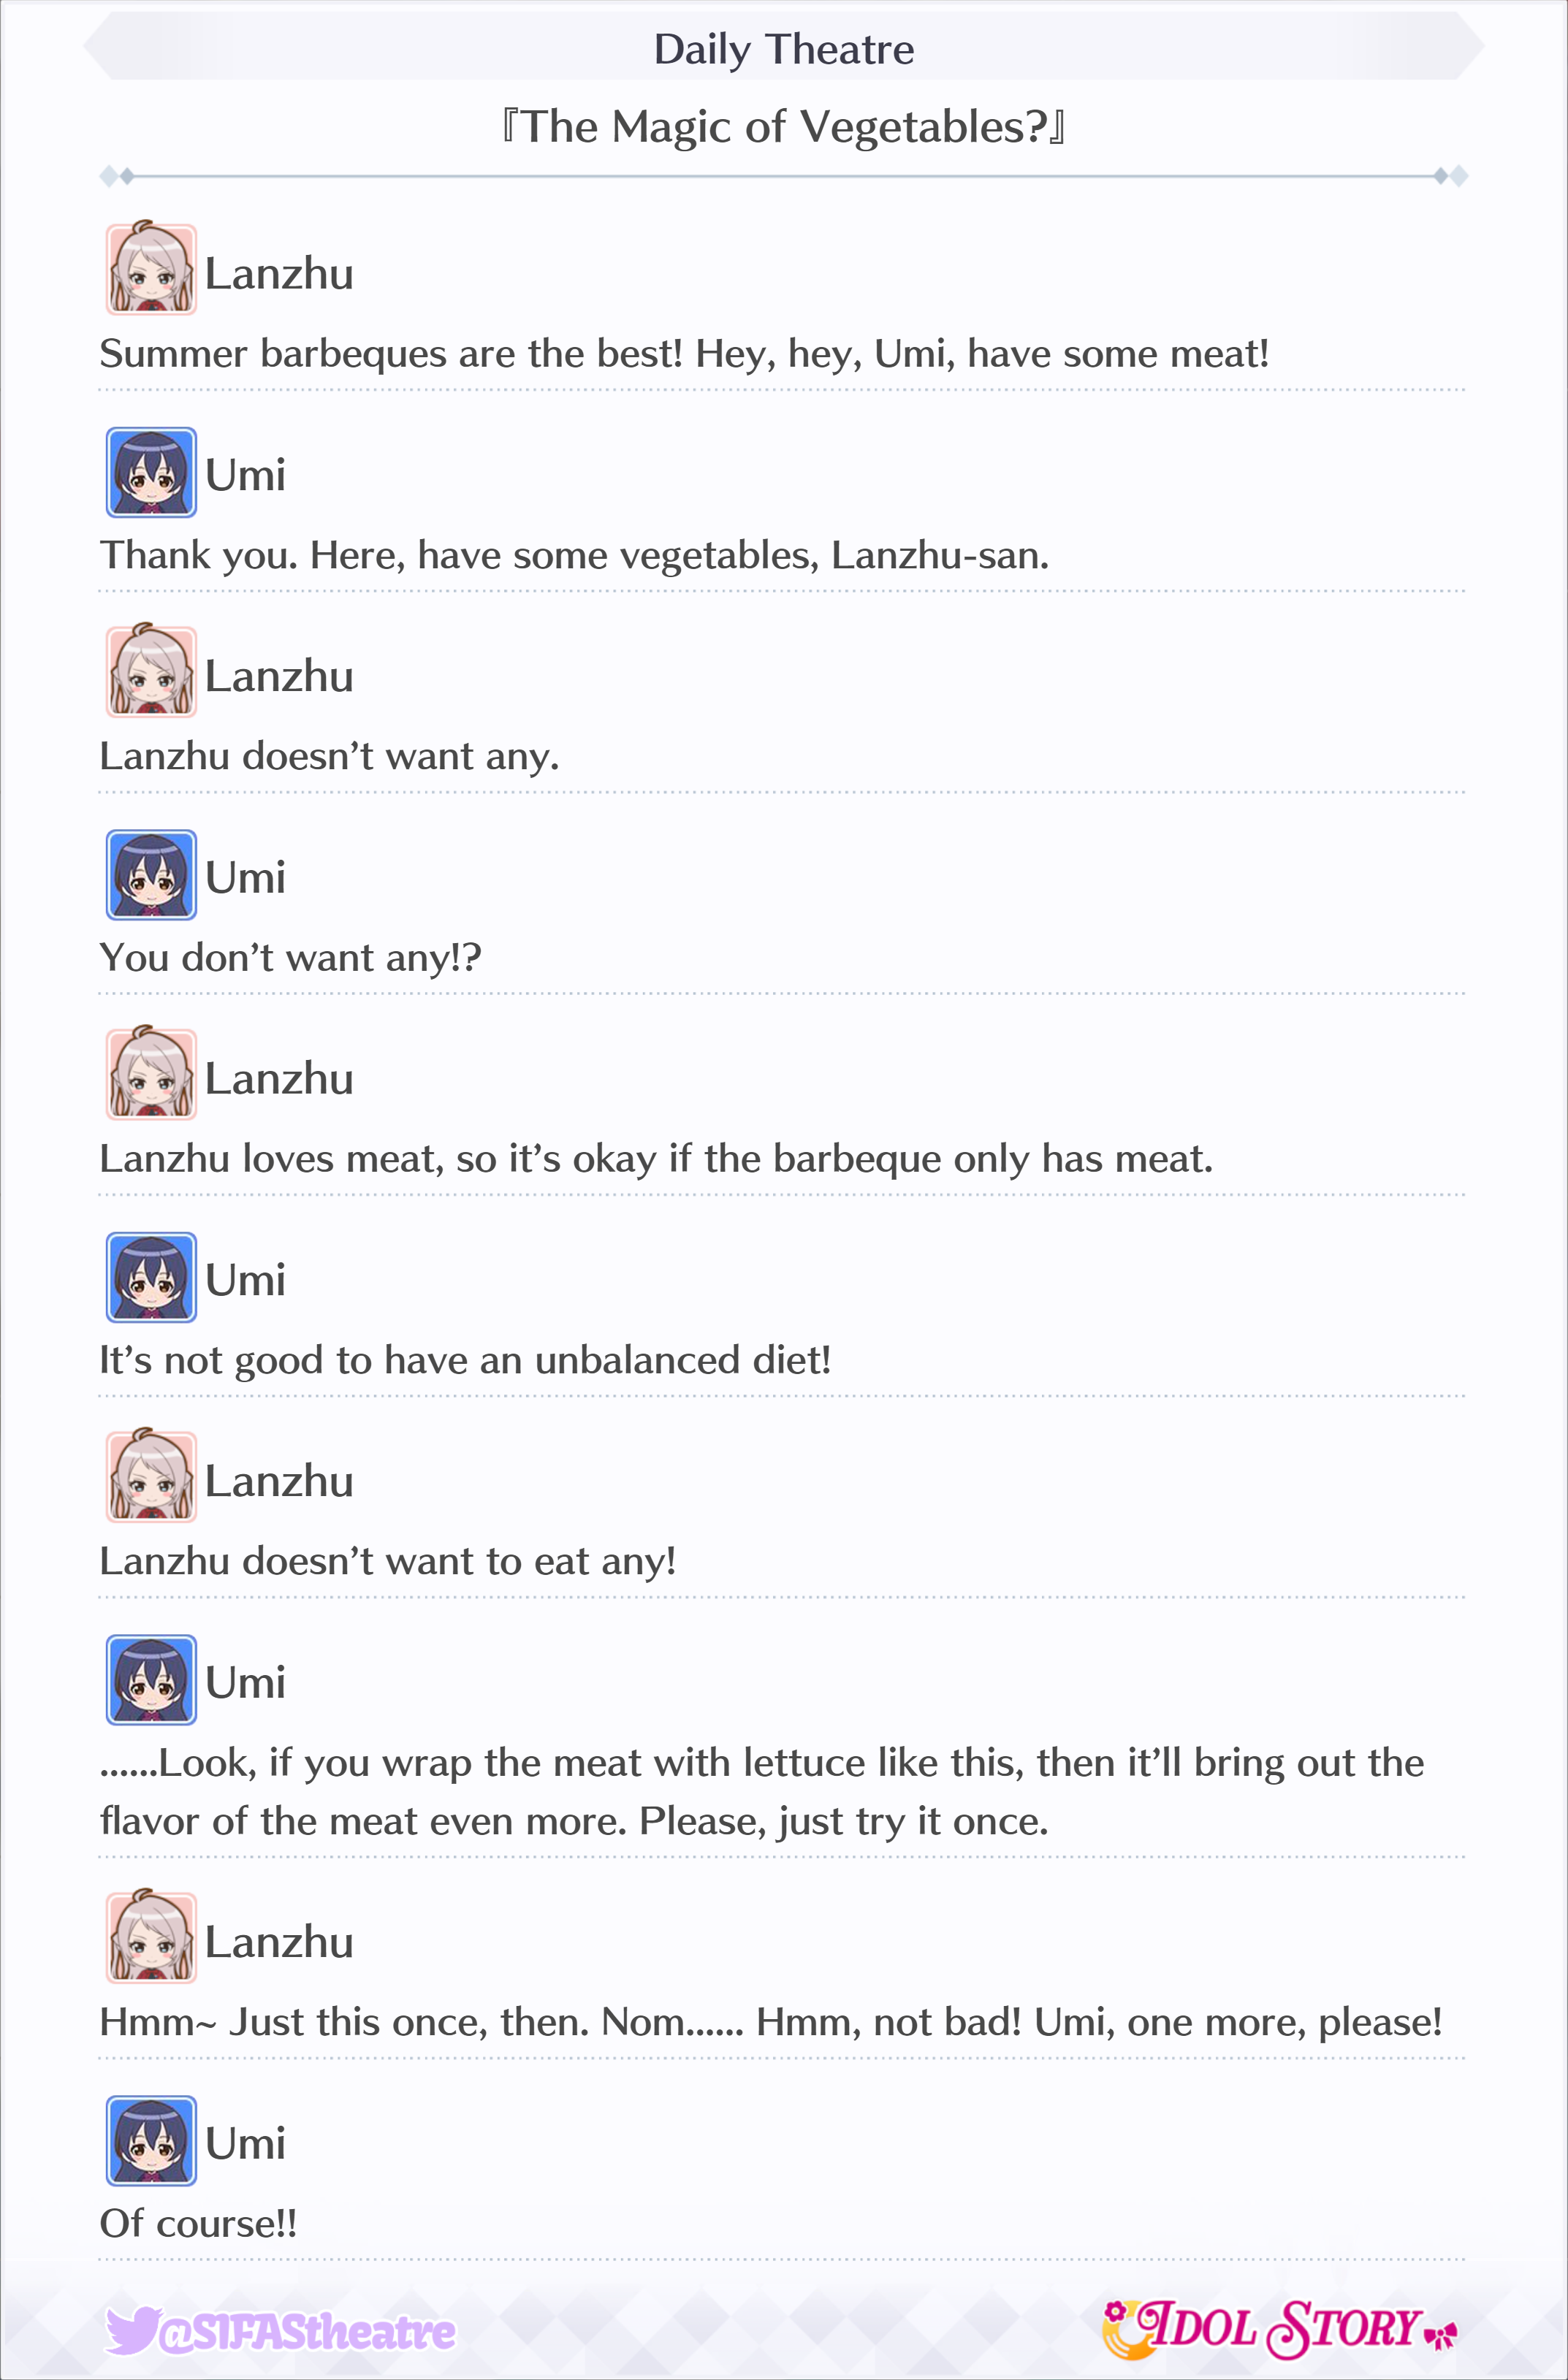 Daily Theatre
『The Magic of Vegetables?』
Lanzhu
Summer barbeques are the best! Hey, hey, Umi, have some meat!
Umi
Thank you. Here, have some vegetables, Lanzhu-san.
Lanzhu
Lanzhu doesn’t want any.
Umi
You don’t want any!?
Lanzhu
Lanzhu loves meat, so it’s okay if the barbeque only has meat.
Umi
It’s not good to have an unbalanced diet!
Lanzhu
Lanzhu doesn’t want to eat any!
Umi
......Look, if you wrap the meat with lettuce like this, then it’ll bring out the
flavor of the meat even more. Please, just try it once.
Lanzhu
Hmm~ Just this once, then. Nom...... Hmm, not bad! Umi, one more, please!
Umi
Of course!!
@SIFAStheatre
IDOL STORY